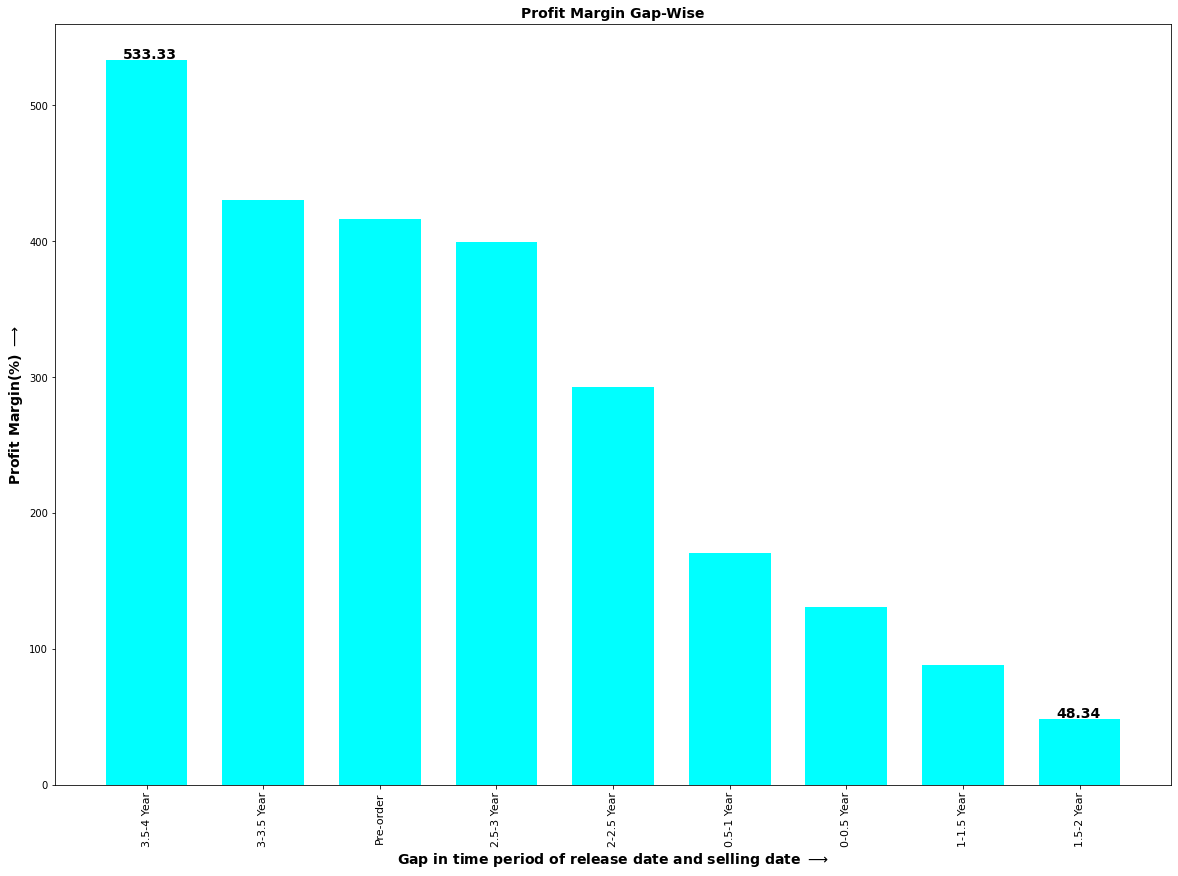 Profit Margin Gap-Wise
533.33
500
400
300
200
100
0
Profit Margin(%) ⟶
48.34
3.5-4 Year
3-3.5 Year
Pre-order
2.5-3 Year
2-2.5 Year
0.5-1 Year
0-0.5 Year
1-1.5 Year
1.5-2 Year
Gap in time period of release date and selling date ⟶